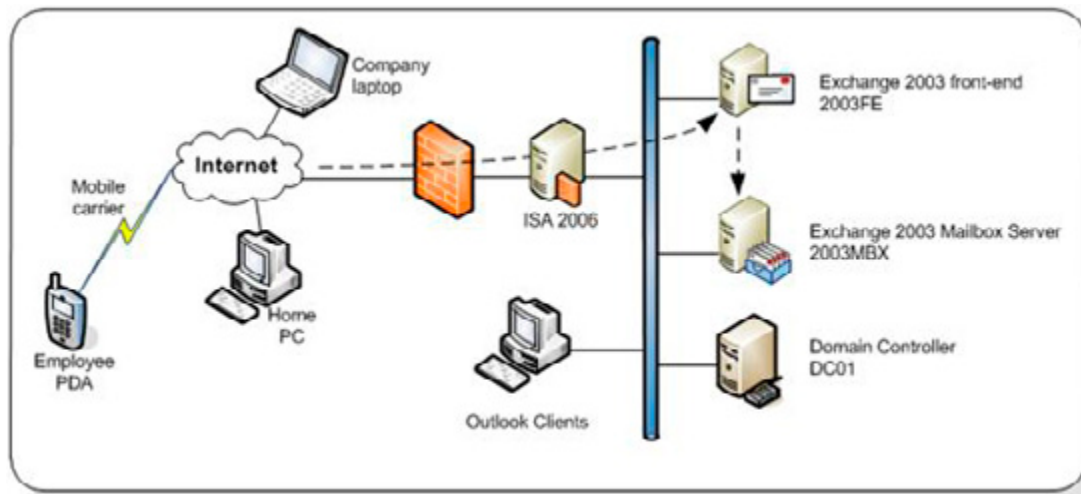 Company
laptop
Internet
Mobile
carrier
Employee
PDA
Home
PC
ISA 2006
Outlook Clients
Exchange 2003 front-end
2003FE
Exchange 2003 Mailbox Server
2003MBX
Domain Controller
DC01